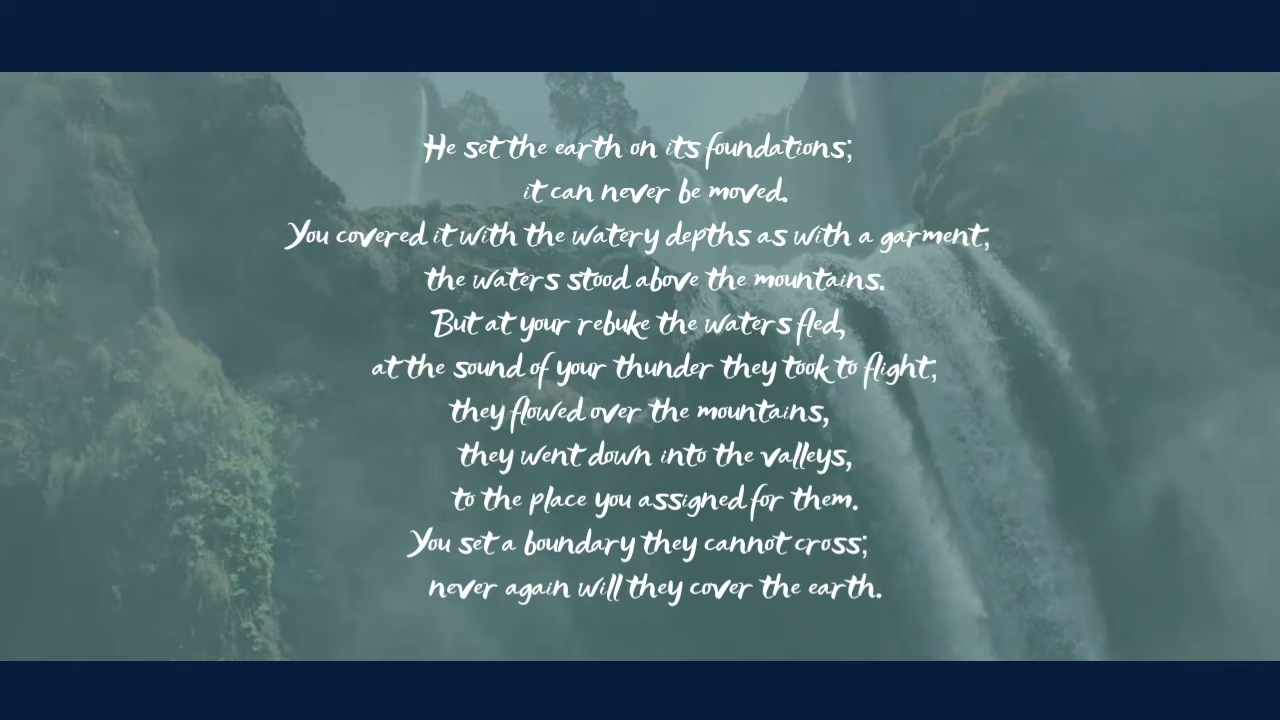 He set the earth on its foundations;
it can never be moved.
You covered it with the watery depths as with a garment,
the waters stood above the mountains.
But at your rebuke the waters fled,
at the sound of your thunder they took to flight;
they flowed over the mountains,
they went down into the valleys,
to the place you assigned for them.
You set a boundary they cannot cross;
never again will they cover the earth.